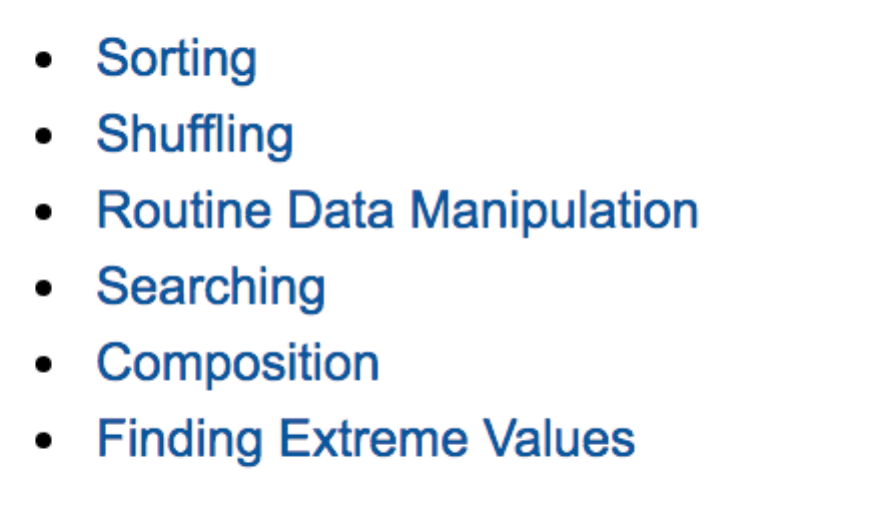 • Sorting
• Shuffling
• Routine Data Manipulation
• Searching
• Composition
• Finding Extreme Values